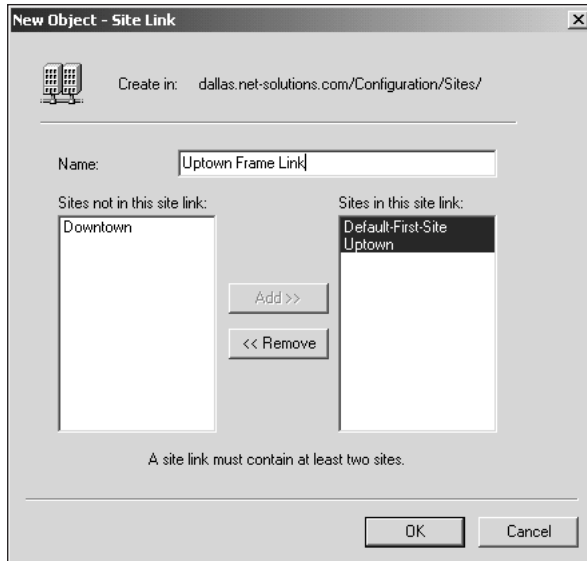 New Object - Site Link
Create in: dallas.net-solutions.com/Configuration/Sites/
Name: Uptown Frame Link
Sites not in this site link:
Downtown
Sites in this site link:
Default-First-Site
Uptown
Add >>
<< Remove
A site link must contain at least two sites.
OK Cancel